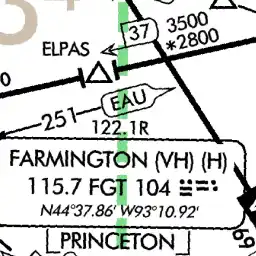 37
3500
*2800
ELPAS
0
251
EAU
122.1R
FARMINGTON (VH) (H)
115.7 FGT 104
N44°37.86' W93°10.92'
69
PRINCETON